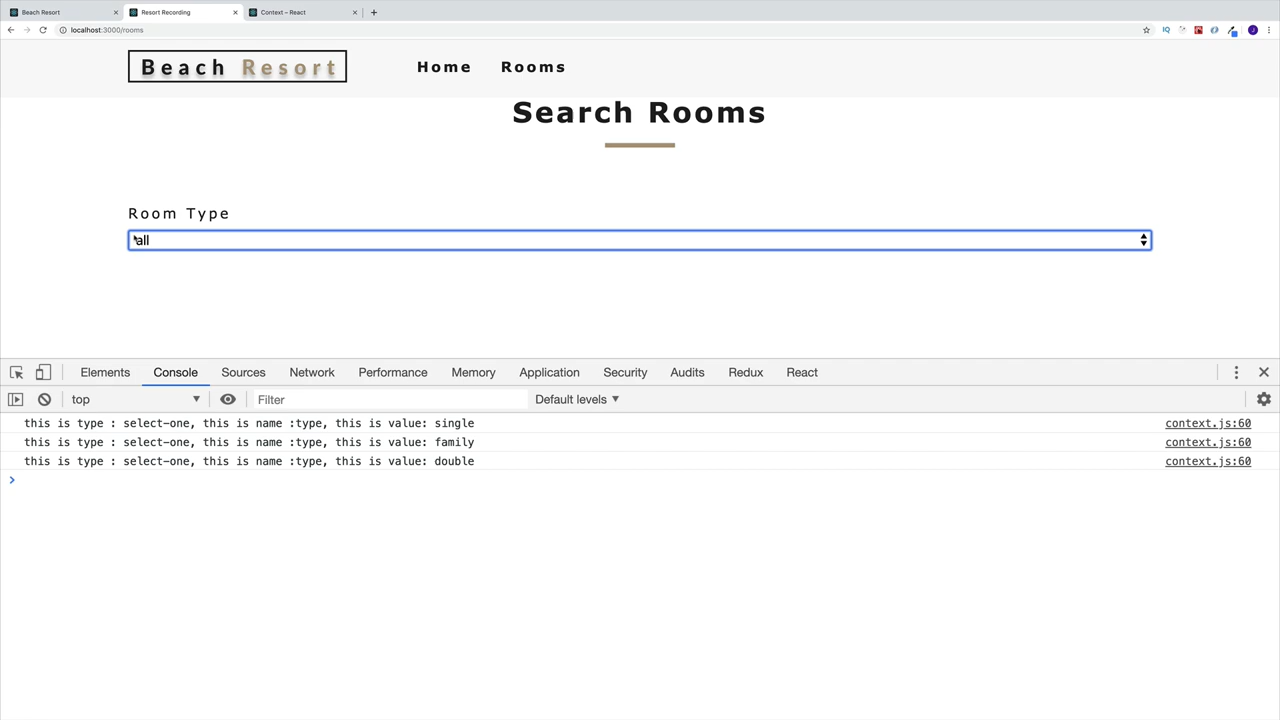 Beach Resort
Resort Recording
Context – React
localhost:3000/rooms
IQ
J
Beach Resort
Home
Rooms
Search Rooms
Room Type
all
Elements
Console
Sources
Network
Performance
Memory
Application
Security
Audits
Redux
React
top
Filter
Default levels
this is type : select-one, this is name :type, this is value: single
context.js:60
this is type : select-one, this is name :type, this is value: family
context.js:60
this is type : select-one, this is name :type, this is value: double
context.js:60